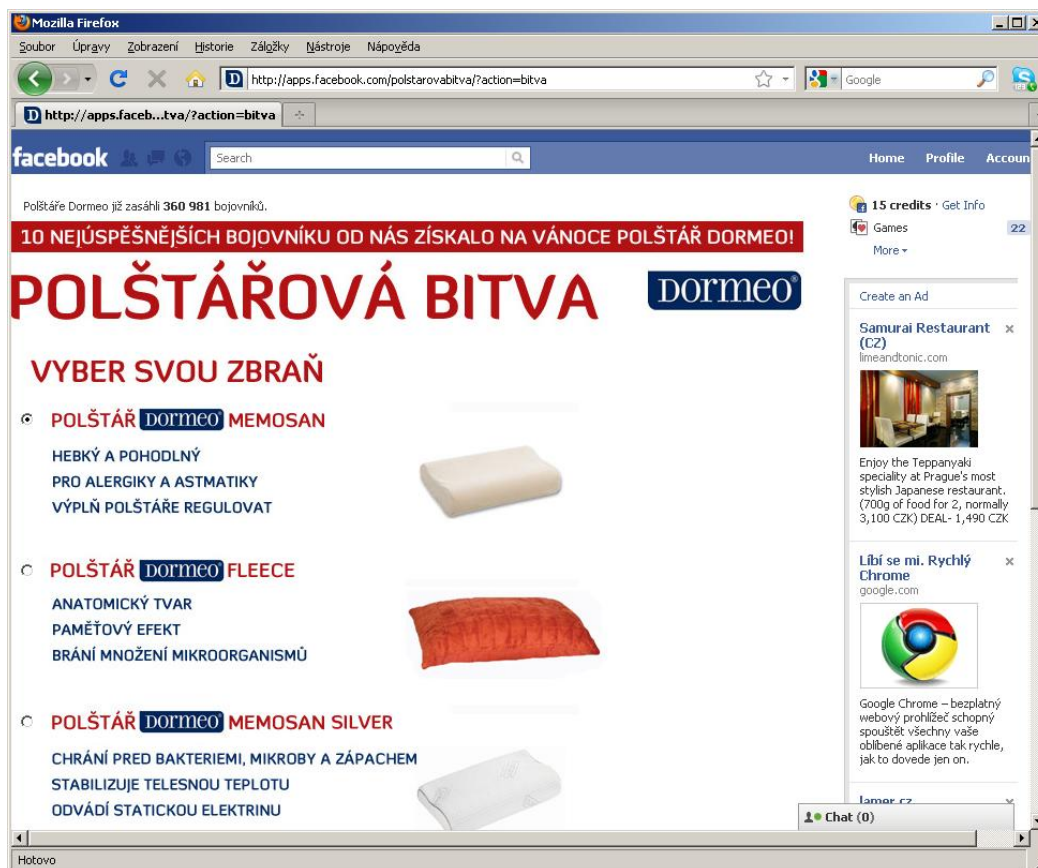 Mozilla Firefox
Soubor Úpravy Zobrazení Historie Záložky Nástroje Nápověda
http://apps.facebook.com/polstarovabitva/?action=bitva
Google
http://apps.faceb...tva/?action=bitva
facebook
Search
Home Profile Accoun
Polštáře Dormeo již zasáhli 360 981 bojovníků.
10 NEJÚSPĚŠNĚJŠÍCH BOJOVNÍKU OD NÁS ZÍSKALO NA VÁNOCE POLŠTÁŘ DORMEO!
POLŠTÁŘOVÁ BITVA
DORMEO®
VYBER SVOU ZBRAŇ
POLŠTÁŘ DORMEO® MEMOSAN
HEBKÝ A POHODLNÝ
PRO ALERGIKY A ASTMATIKY
VÝPLŇ POLŠTÁŘE REGULOVAT
POLŠTÁŘ DORMEO® FLEECE
ANATOMICKÝ TVAR
PAMĚŤOVÝ EFEKT
BRÁNÍ MNOŽENÍ MIKROORGANISMŮ
POLŠTÁŘ DORMEO® MEMOSAN SILVER
CHRÁNÍ PRED BAKTERIEMI, MIKROBY A ZÁPACHEM
STABILIZUJE TELESNOU TEPLOTU
ODVÁDÍ STATICKOU ELEKTRINU
15 credits · Get Info
Games 22
More
Create an Ad
Samurai Restaurant
(CZ)
limeandtonic.com
Enjoy the Teppanyaki
speciality at Prague's most
stylish Japanese restaurant.
(700g of food for 2, normally
3,100 CZK) DEAL- 1,490 CZK
Líbí se mi. Rychlý
Chrome
google.com
Google Chrome – bezplatný
webový prohlížeč schopný
spouštět všechny vaše
oblíbené aplikace tak rychle,
jak to dovede jen on.
lamer.cz
Chat (0)
Hotovo